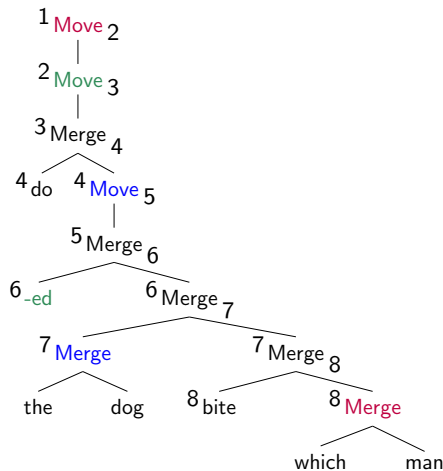 1 Move 2
2 Move 3
3 Merge 4
4 do 4 Move 5
5 Merge 6
6 -ed 6 Merge 7
7 Merge 7 Merge 8
the dog 8 bite 8 Merge
which man